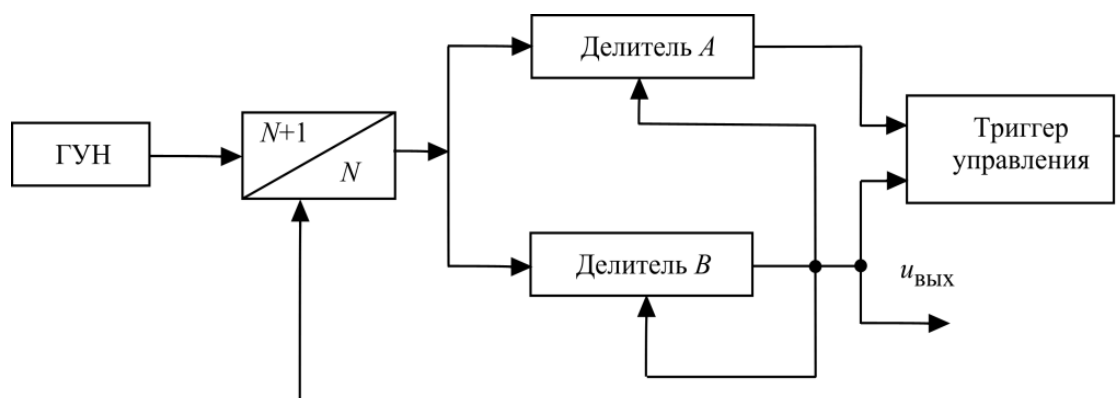 Делитель A
N+1
N
ГУН
Триггер
управления
Делитель B
uвых